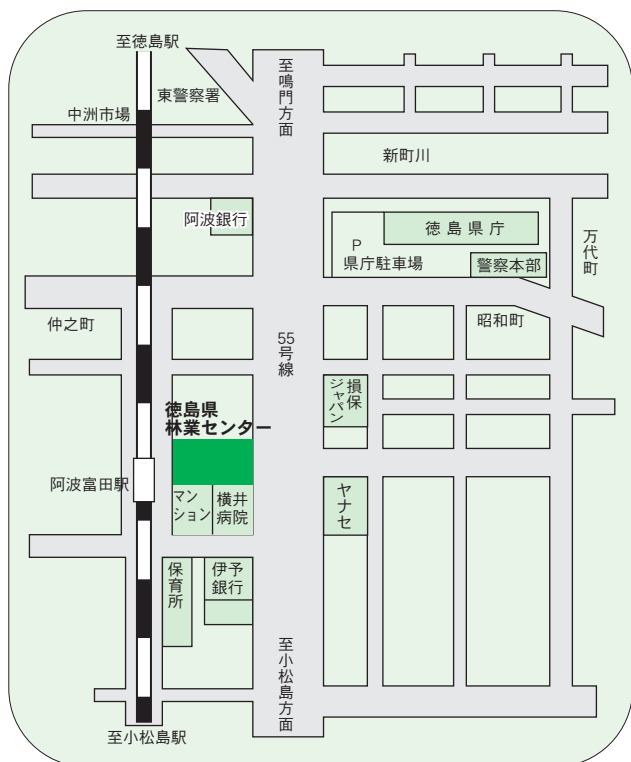 至徳島駅
東警察署
中洲市場
至鳴門方面
新町川
阿波銀行
徳島県庁
P
県庁駐車場
警察本部
万代町
仲之町
昭和町
55号線
徳島県
林業センター
損保
ジャパン
阿波富田駅
マン
ション
横井
病院
ヤナセ
保育所
伊予
銀行
至小松島方面
至小松島駅